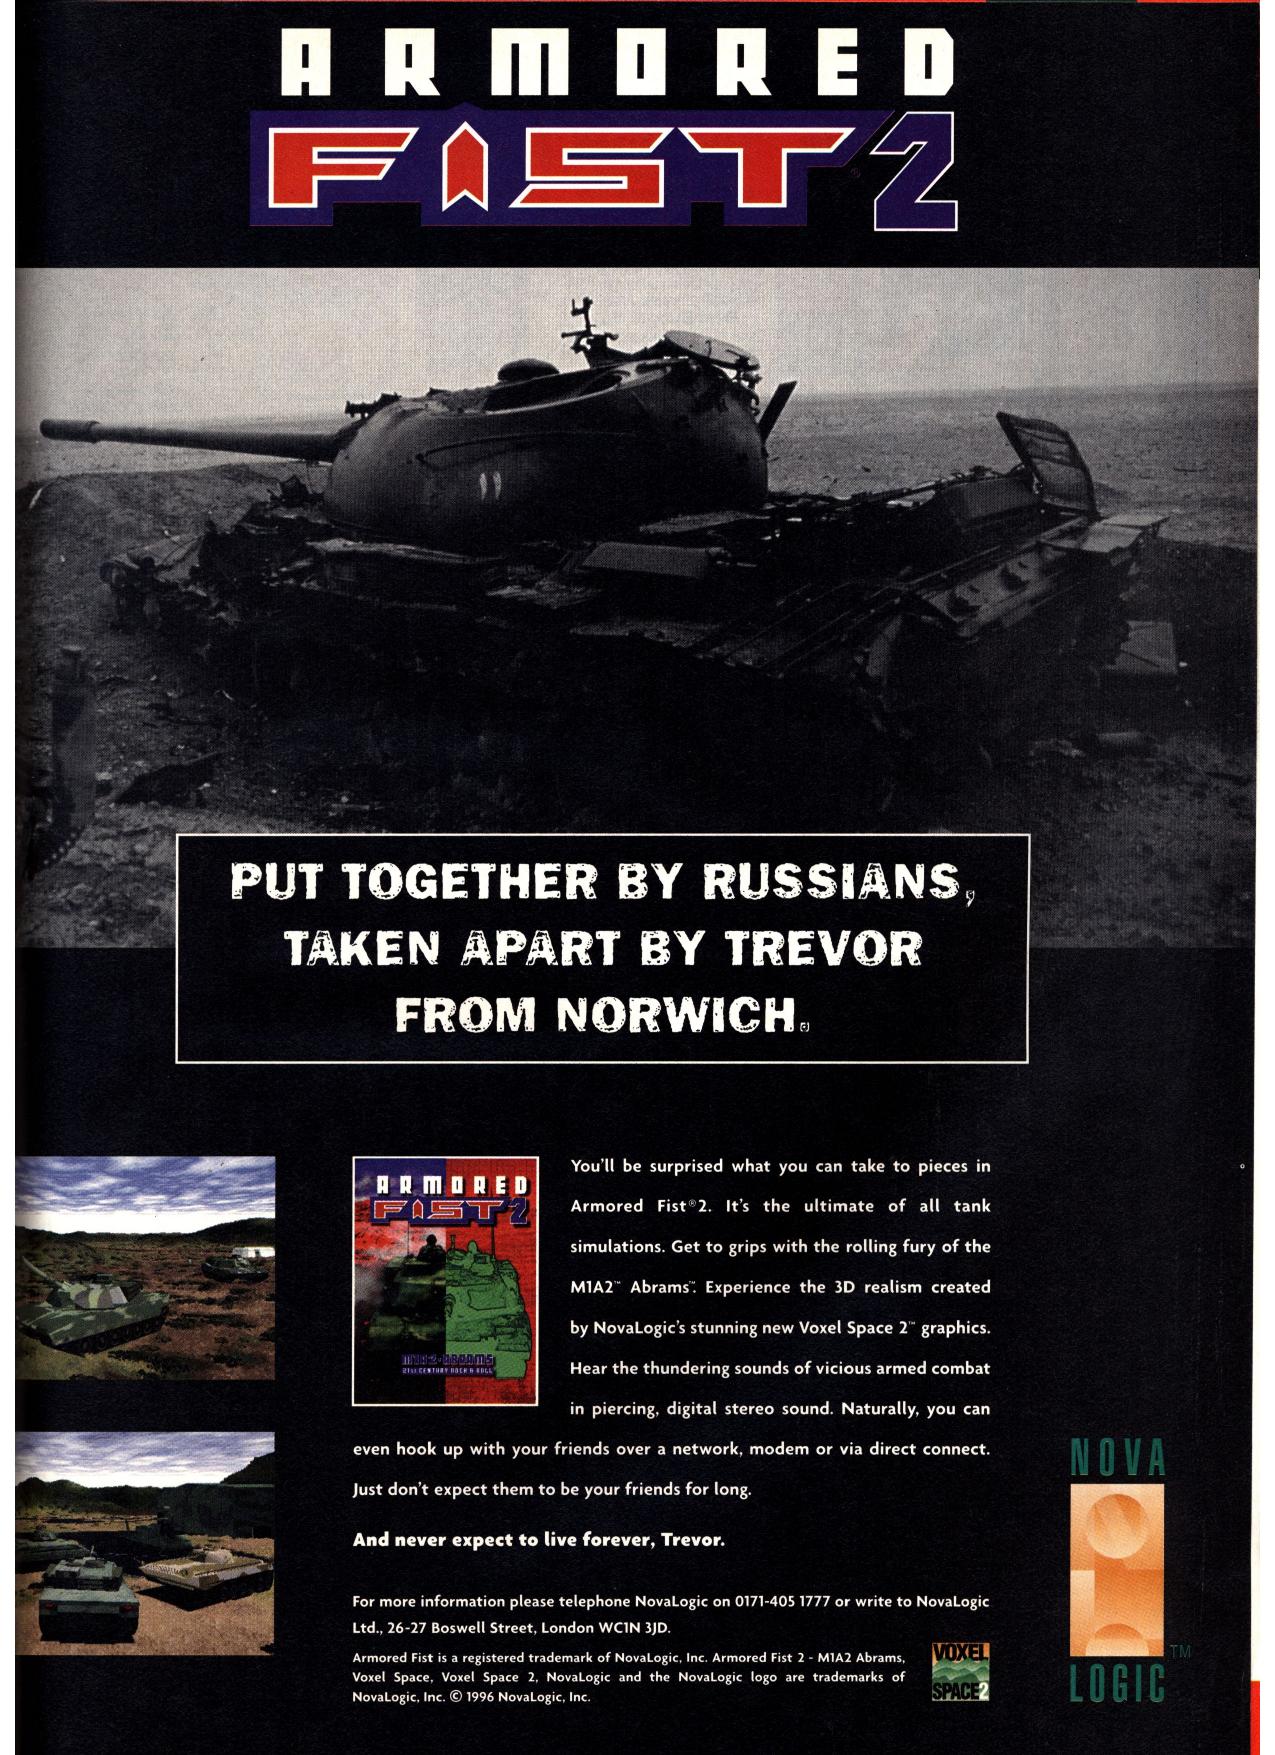 ARMORED
FIST 2
PUT TOGETHER BY RUSSIANS,
TAKEN APART BY TREVOR
FROM NORWICH.
ARMORED
FIST 2
M1A2 ABRAMS
21ST CENTURY ROCK & ROLL
You'll be surprised what you can take to pieces in
Armored Fist®2. It's the ultimate of all tank
simulations. Get to grips with the rolling fury of the
M1A2™ Abrams™. Experience the 3D realism created
by NovaLogic's stunning new Voxel Space 2™ graphics.
Hear the thundering sounds of vicious armed combat
in piercing, digital stereo sound. Naturally, you can
even hook up with your friends over a network, modem or via direct connect.
Just don't expect them to be your friends for long.
And never expect to live forever, Trevor.
For more information please telephone NovaLogic on 0171-405 1777 or write to NovaLogic
Ltd., 26-27 Boswell Street, London WC1N 3JD.
Armored Fist is a registered trademark of NovaLogic, Inc. Armored Fist 2 - M1A2 Abrams,
Voxel Space, Voxel Space 2, NovaLogic and the NovaLogic logo are trademarks of
NovaLogic, Inc. © 1996 NovaLogic, Inc.
VOXEL
SPACE2
NOVA
LOGIC TM